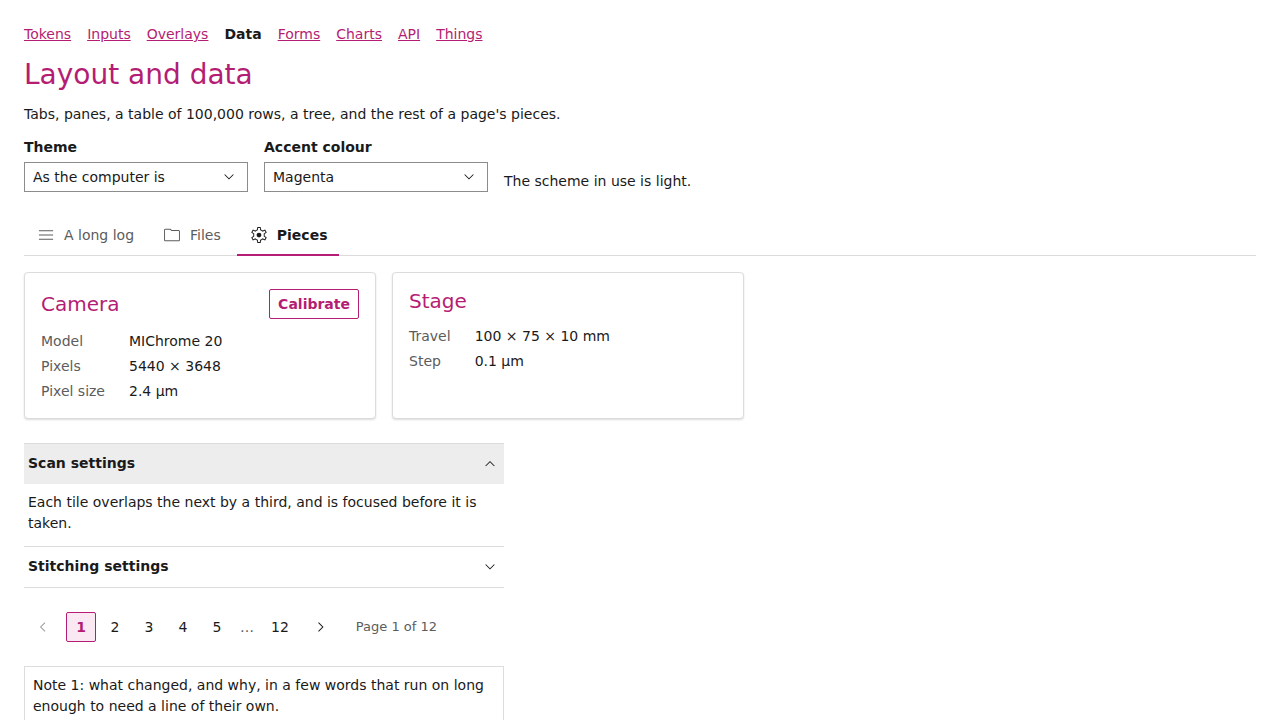 Tokens Inputs Overlays Data Forms Charts API Things
Layout and data
Tabs, panes, a table of 100,000 rows, a tree, and the rest of a page's pieces.
Theme Accent colour
As the computer is Magenta The scheme in use is light.
A long log Files Pieces
Camera Calibrate
Model MIChrome 20
Pixels 5440 × 3648
Pixel size 2.4 µm
Stage
Travel 100 × 75 × 10 mm
Step 0.1 µm
Scan settings
Each tile overlaps the next by a third, and is focused before it is
taken.
Stitching settings
1 2 3 4 5 … 12 Page 1 of 12
Note 1: what changed, and why, in a few words that run on long
enough to need a line of their own.